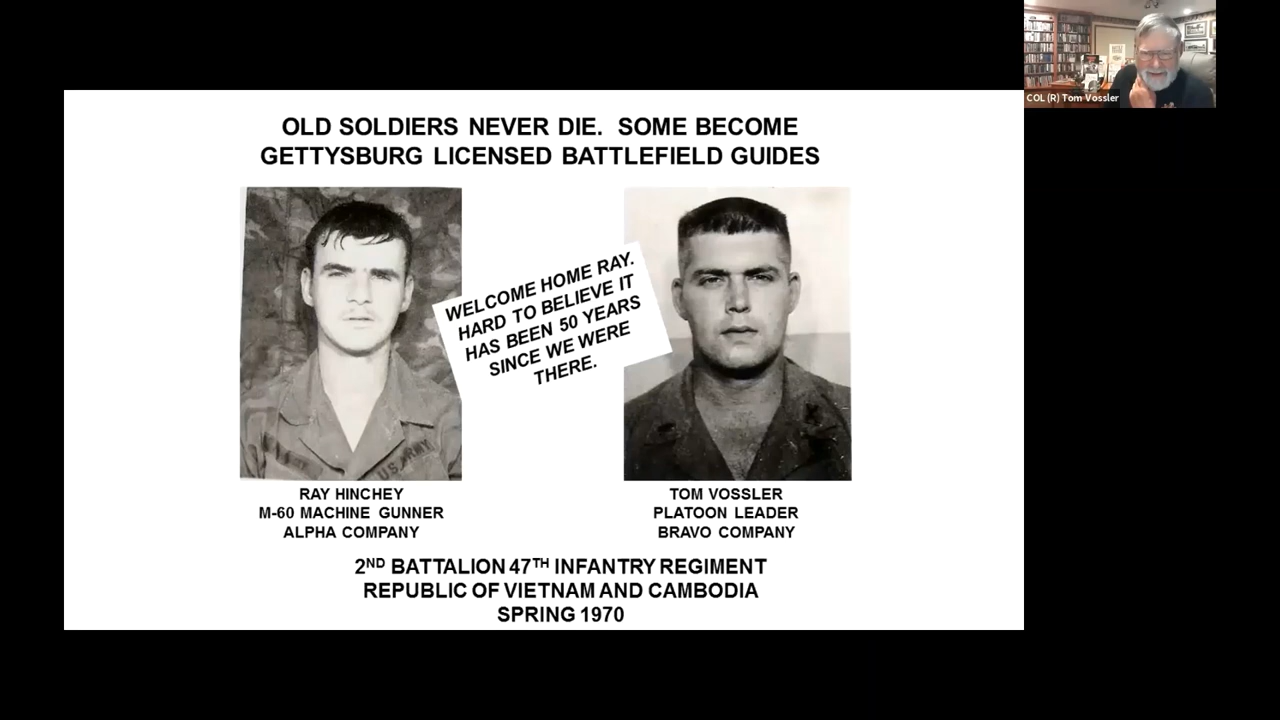 COL (R) Tom Vossler
OLD SOLDIERS NEVER DIE. SOME BECOME
GETTYSBURG LICENSED BATTLEFIELD GUIDES
WELCOME HOME RAY.
HARD TO BELIEVE IT
HAS BEEN 50 YEARS
SINCE WE WERE
THERE.
U.S. ARMY
RAY HINCHEY
M-60 MACHINE GUNNER
ALPHA COMPANY
TOM VOSSLER
PLATOON LEADER
BRAVO COMPANY
2ND BATTALION 47TH INFANTRY REGIMENT
REPUBLIC OF VIETNAM AND CAMBODIA
SPRING 1970